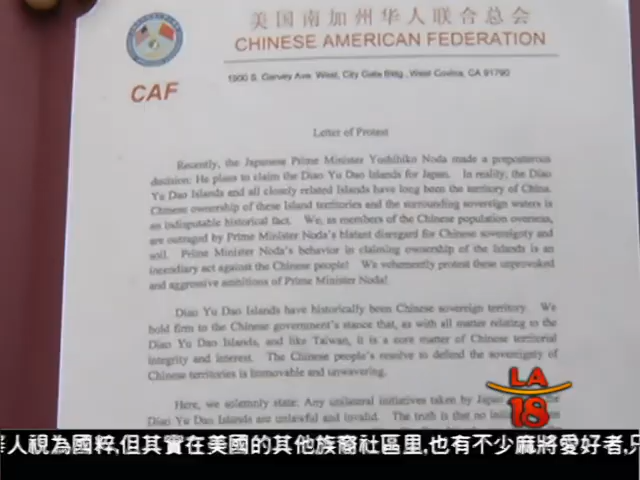 美国南加州华人联合总会
CHINESE AMERICAN FEDERATION
CAF
1900 S. Garvey Ave. West, City Gate Bldg., West Covina, CA 91790
Letter of Protest
Recently, the Japanese Prime Minister Yoshihiko Noda made a preposterous
decision: He plans to claim the Diao Yu Dao Islands for Japan. In reality, the Diao
Yu Dao Islands and all closely related Islands have long been the territory of China.
Chinese ownership of these Island territories and the surrounding sovereign waters is
an indisputable historical fact. We, as members of the Chinese population overseas,
are outraged by Prime Minister Noda's blatant disregard for Chinese sovereignty and
soil. Prime Minister Noda's behavior in claiming ownership of the Islands is an
incendiary act against the Chinese people! We vehemently protest these unprovoked
and aggressive ambitions of Prime Minister Noda!
Diao Yu Dao Islands have historically been Chinese sovereign territory. We
hold firm to the Chinese government's stance that, as with all matter relating to the
Diao Yu Dao Islands, and like Taiwan, it is a core matter of Chinese territorial
integrity and interest. The Chinese people's resolve to defend the sovereignty of
Chinese territories is immovable and unwavering.
Here, we solemnly state: Any unilateral initiatives taken by Japan
Diao Yu Dao Islands are unlawful and invalid. The truth is that no
LA
18
人視為國粹,但其實在美國的其他族裔社區里,也有不少麻將愛好者,只